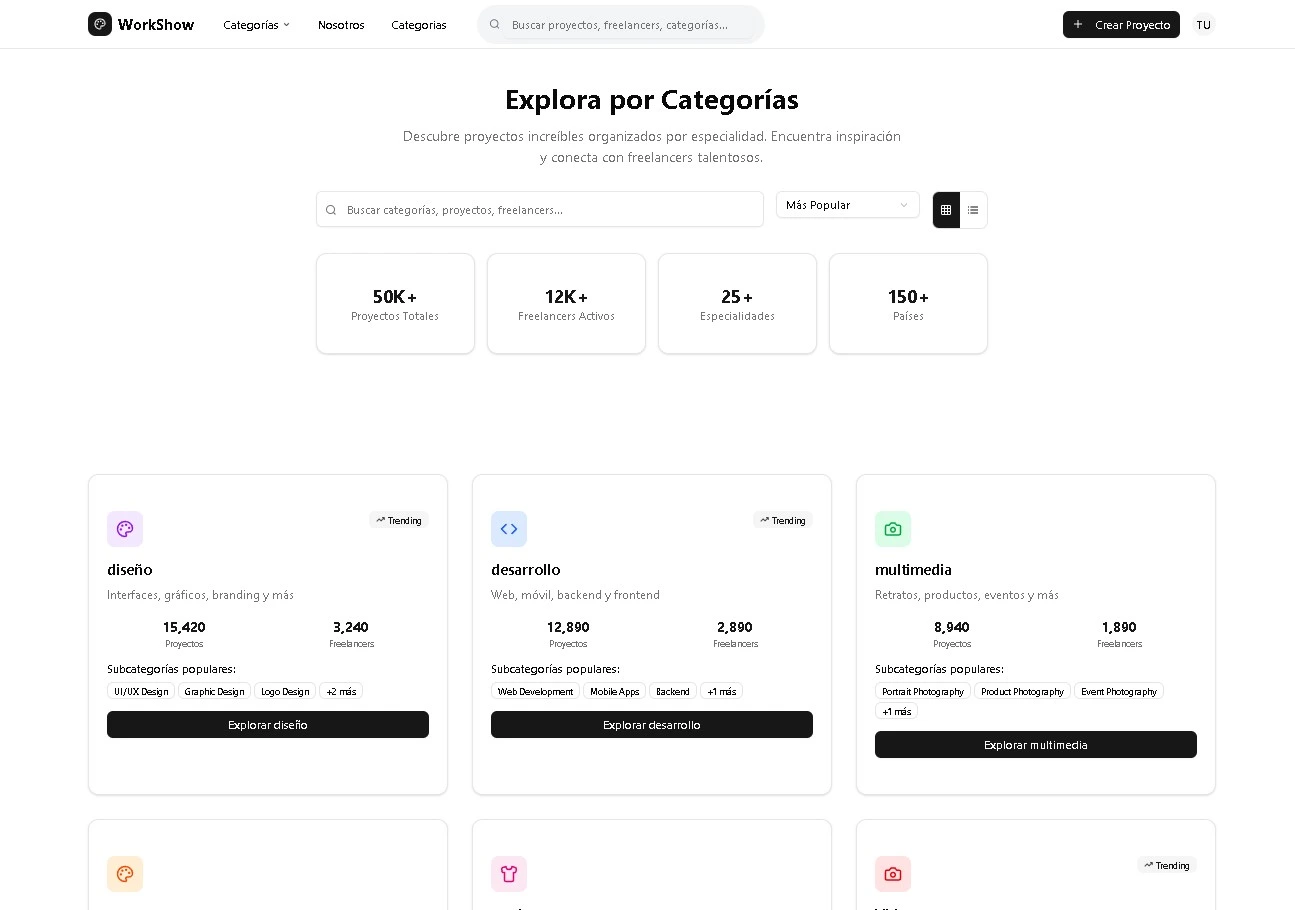 WorkShow
Categorías
Nosotros
Categorias
Buscar proyectos, freelancers, categorías...
Crear Proyecto
TU
Explora por Categorías
Descubre proyectos increíbles organizados por especialidad. Encuentra inspiración
y conecta con freelancers talentosos.
Buscar categorías, proyectos, freelancers...
Más Popular
50K+
Proyectos Totales
12K+
Freelancers Activos
25+
Especialidades
150+
Países
Trending
diseño
Interfaces, gráficos, branding y más
15,420
Proyectos
3,240
Freelancers
Subcategorías populares:
UI/UX Design
Graphic Design
Logo Design
+2 más
Explorar diseño
Trending
desarrollo
Web, móvil, backend y frontend
12,890
Proyectos
2,890
Freelancers
Subcategorías populares:
Web Development
Mobile Apps
Backend
+1 más
Explorar desarrollo
multimedia
Retratos, productos, eventos y más
8,940
Proyectos
1,890
Freelancers
Subcategorías populares:
Portrait Photography
Product Photography
Event Photography
+1 más
Explorar multimedia
Trending